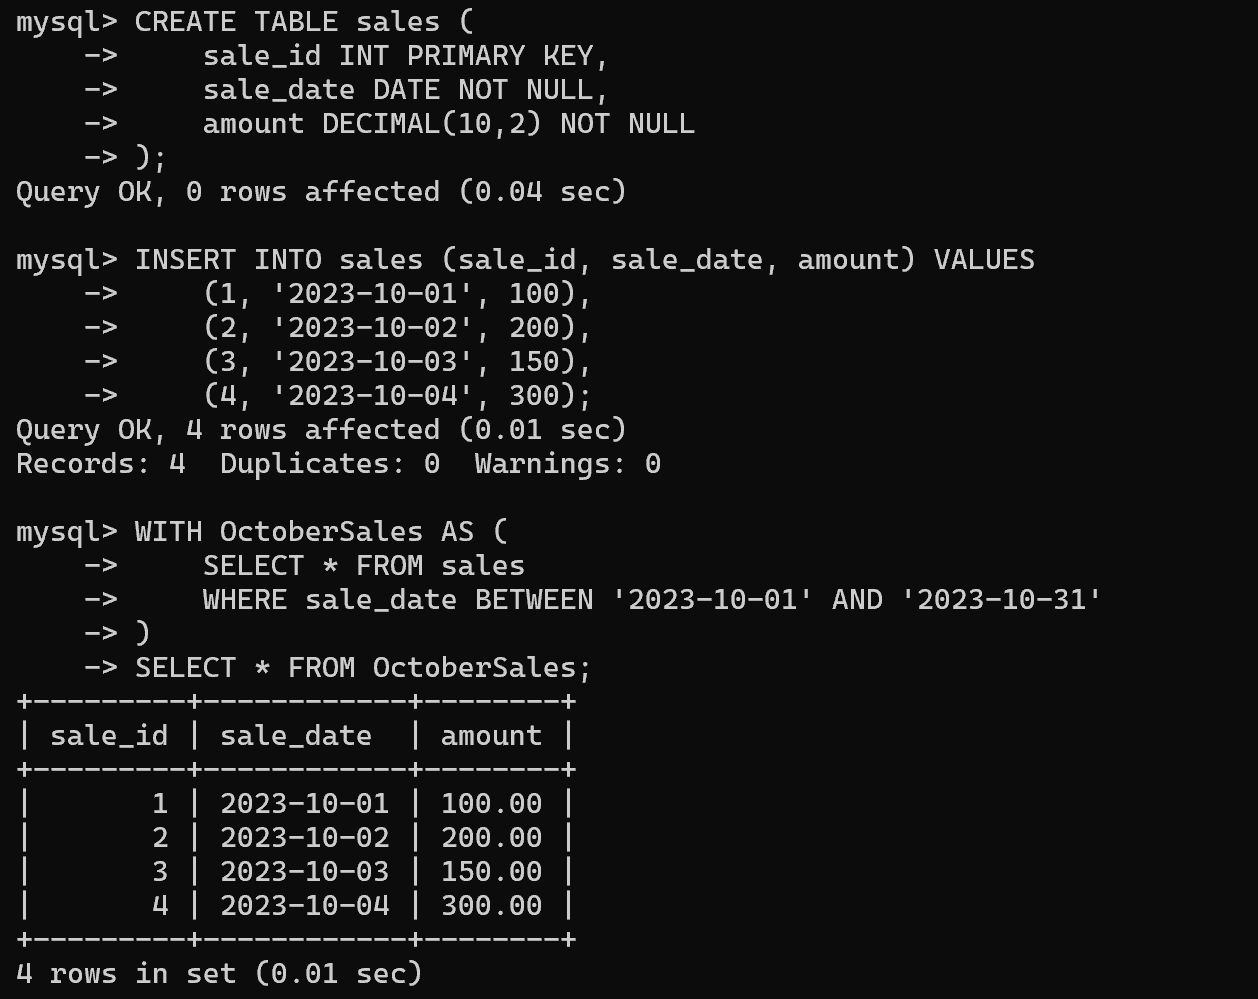 mysql> CREATE TABLE sales (
    ->     sale_id INT PRIMARY KEY,
    ->     sale_date DATE NOT NULL,
    ->     amount DECIMAL(10,2) NOT NULL
    -> );
Query OK, 0 rows affected (0.04 sec)

mysql> INSERT INTO sales (sale_id, sale_date, amount) VALUES
    ->     (1, '2023-10-01', 100),
    ->     (2, '2023-10-02', 200),
    ->     (3, '2023-10-03', 150),
    ->     (4, '2023-10-04', 300);
Query OK, 4 rows affected (0.01 sec)
Records: 4  Duplicates: 0  Warnings: 0

mysql> WITH OctoberSales AS (
    ->     SELECT * FROM sales
    ->     WHERE sale_date BETWEEN '2023-10-01' AND '2023-10-31'
    -> )
    -> SELECT * FROM OctoberSales;
+---------+------------+--------+
| sale_id | sale_date  | amount |
+---------+------------+--------+
|       1 | 2023-10-01 | 100.00 |
|       2 | 2023-10-02 | 200.00 |
|       3 | 2023-10-03 | 150.00 |
|       4 | 2023-10-04 | 300.00 |
+---------+------------+--------+
4 rows in set (0.01 sec)